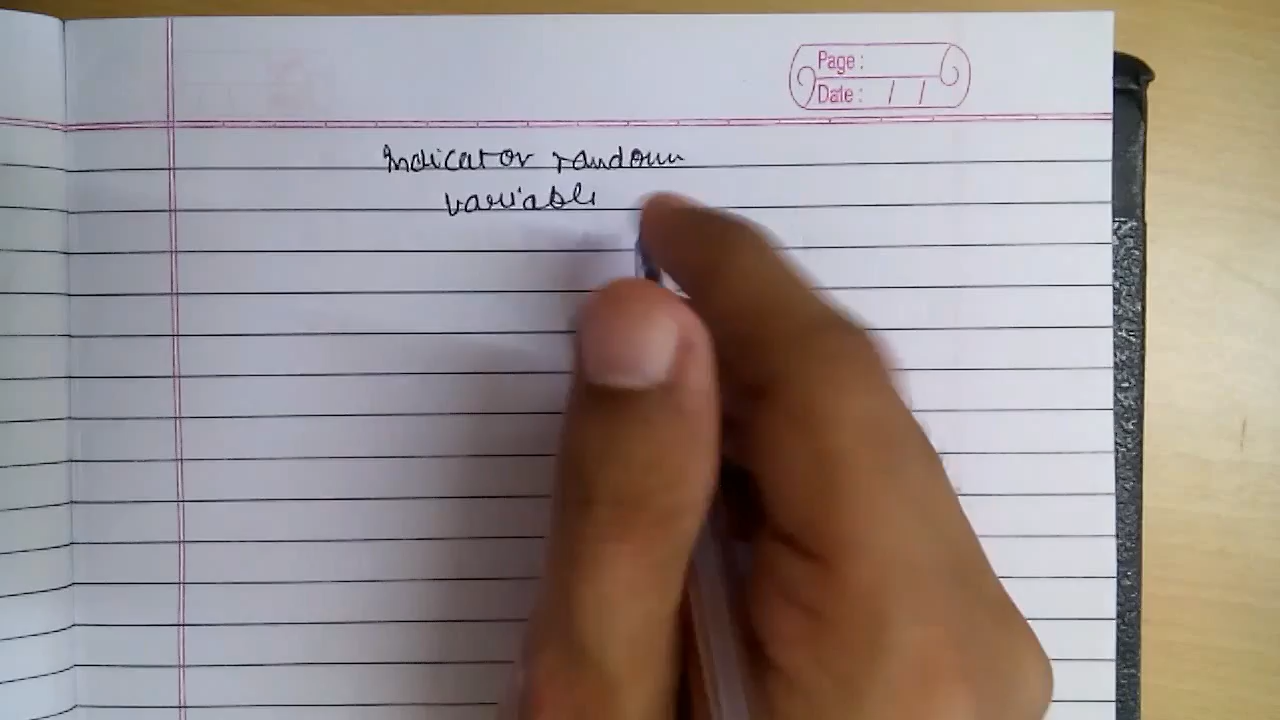 Page :
Date : / /
Indicator random
variable